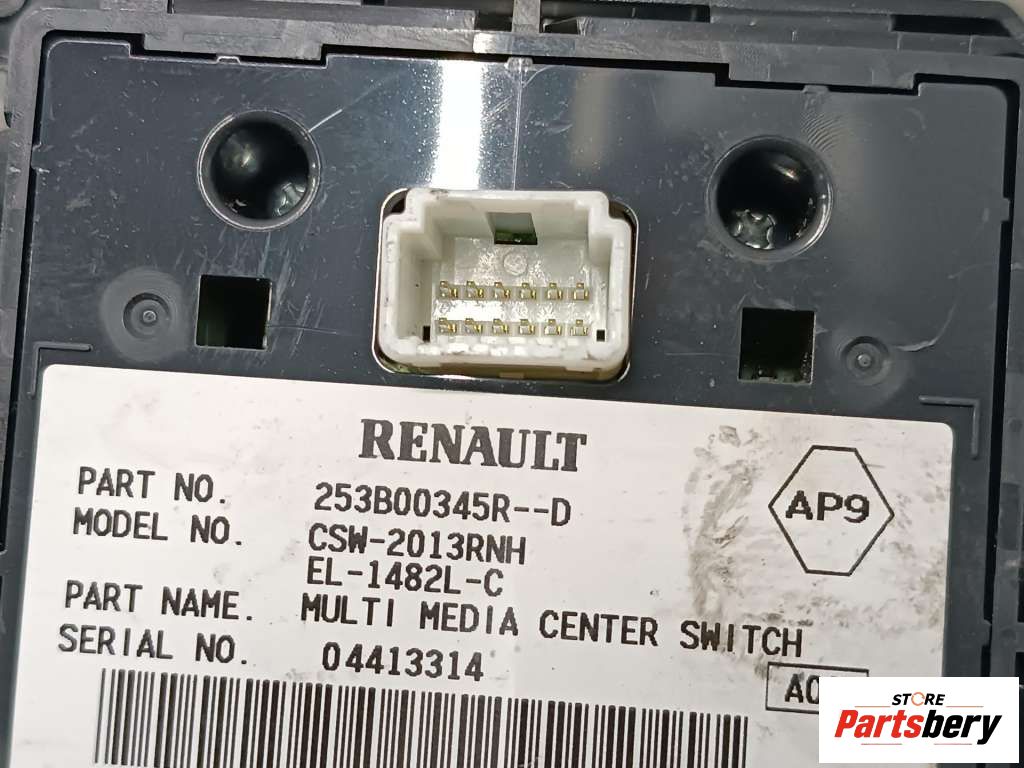 RENAULT
PART NO. 253B00345R--D
MODEL NO. CSW-2013RNH
EL-1482L-C
PART NAME. MULTI MEDIA CENTER SWITCH
SERIAL NO. 04413314
AP9
STORE
Partsbery